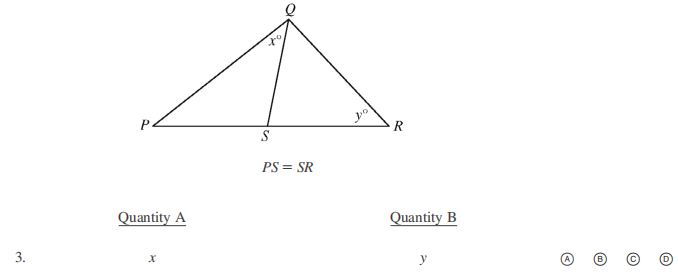 Q
x°
P
y°
R
S
PS = SR
Quantity A Quantity B
3. x y A B C D